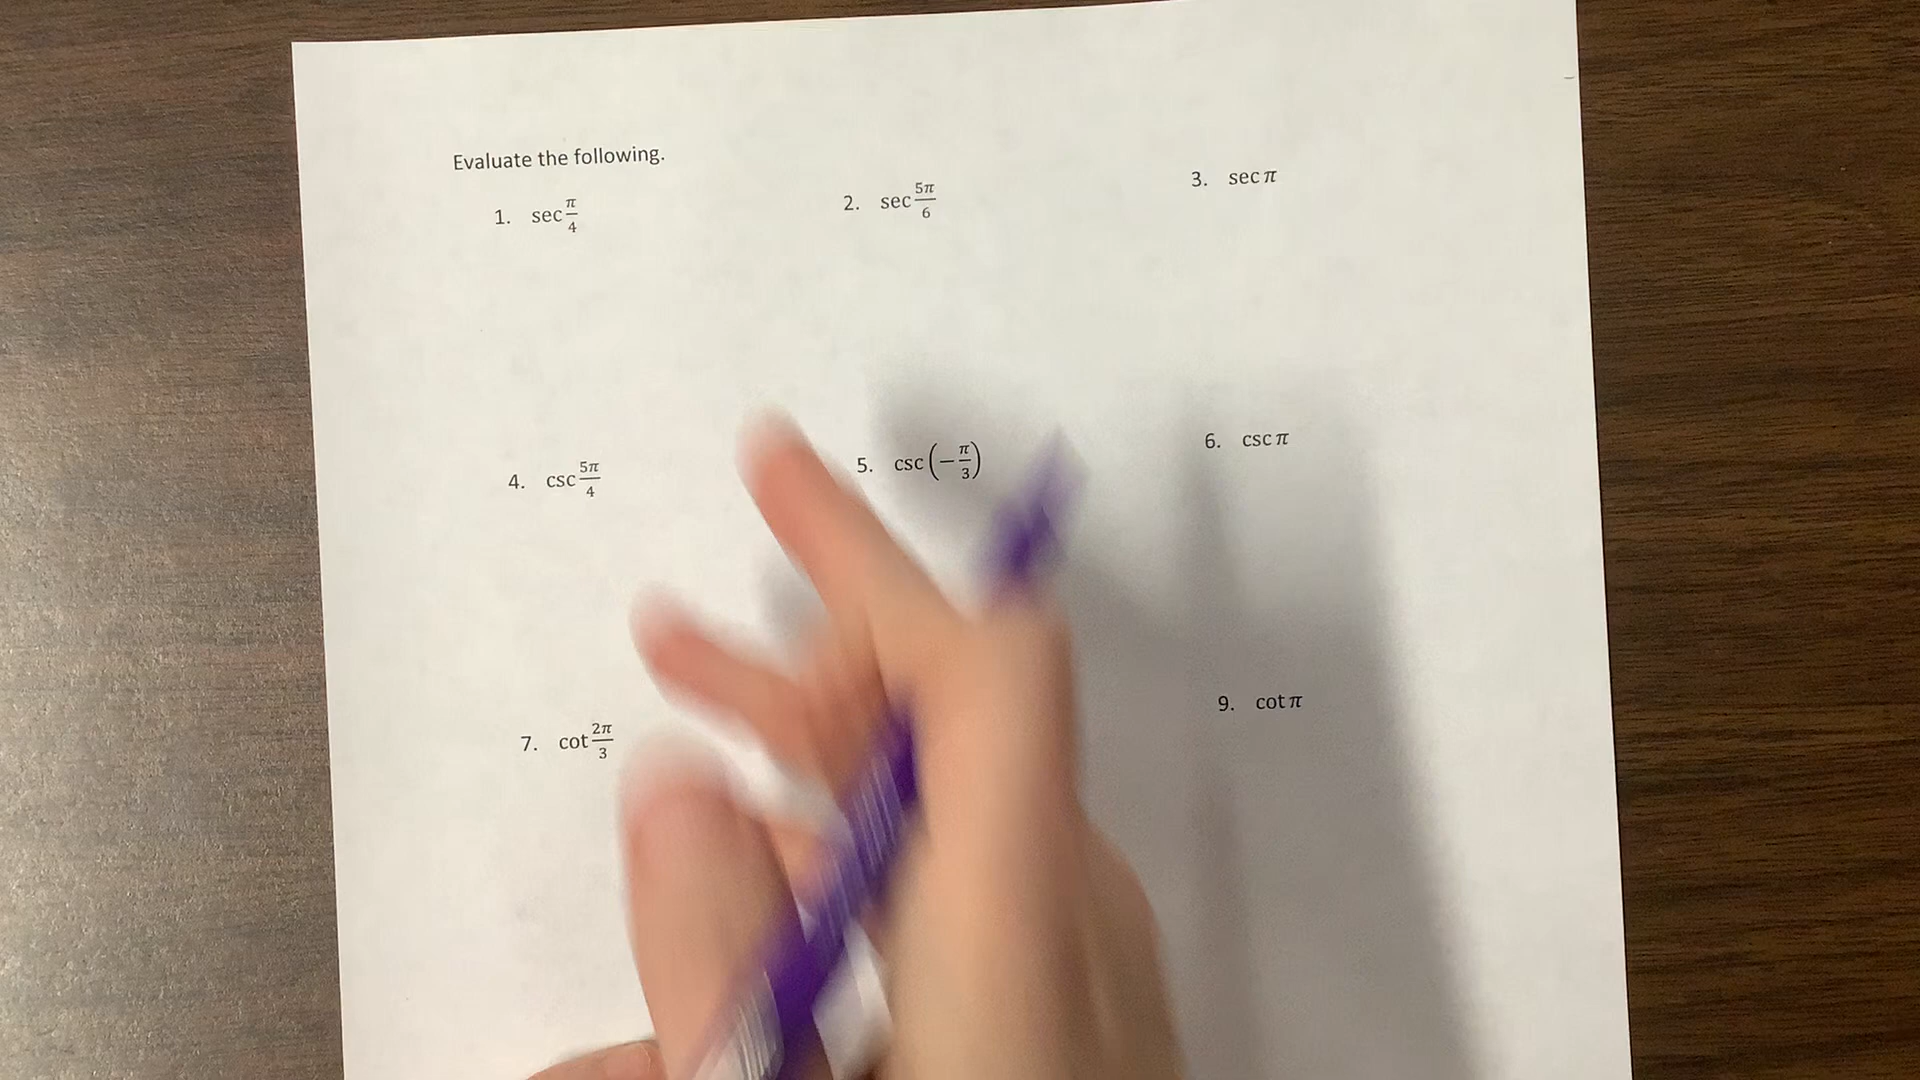 Evaluate the following.
1. sec π/4
2. sec 5π/6
3. sec π
4. csc 5π/4
5. csc (−π/3)
6. csc π
7. cot 2π/3
9. cot π